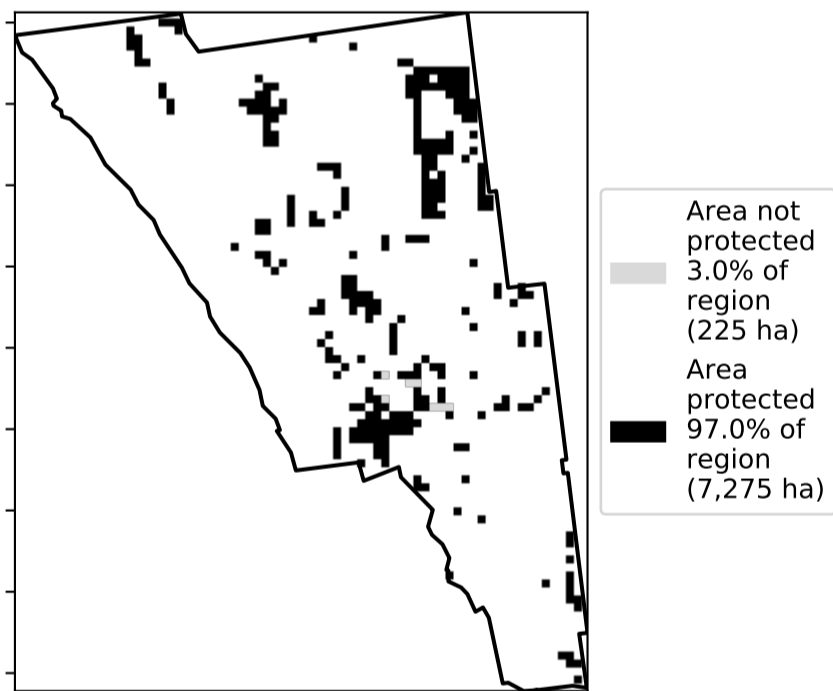 Area not
protected
3.0% of
region
(225 ha)
Area
protected
97.0% of
region
(7,275 ha)